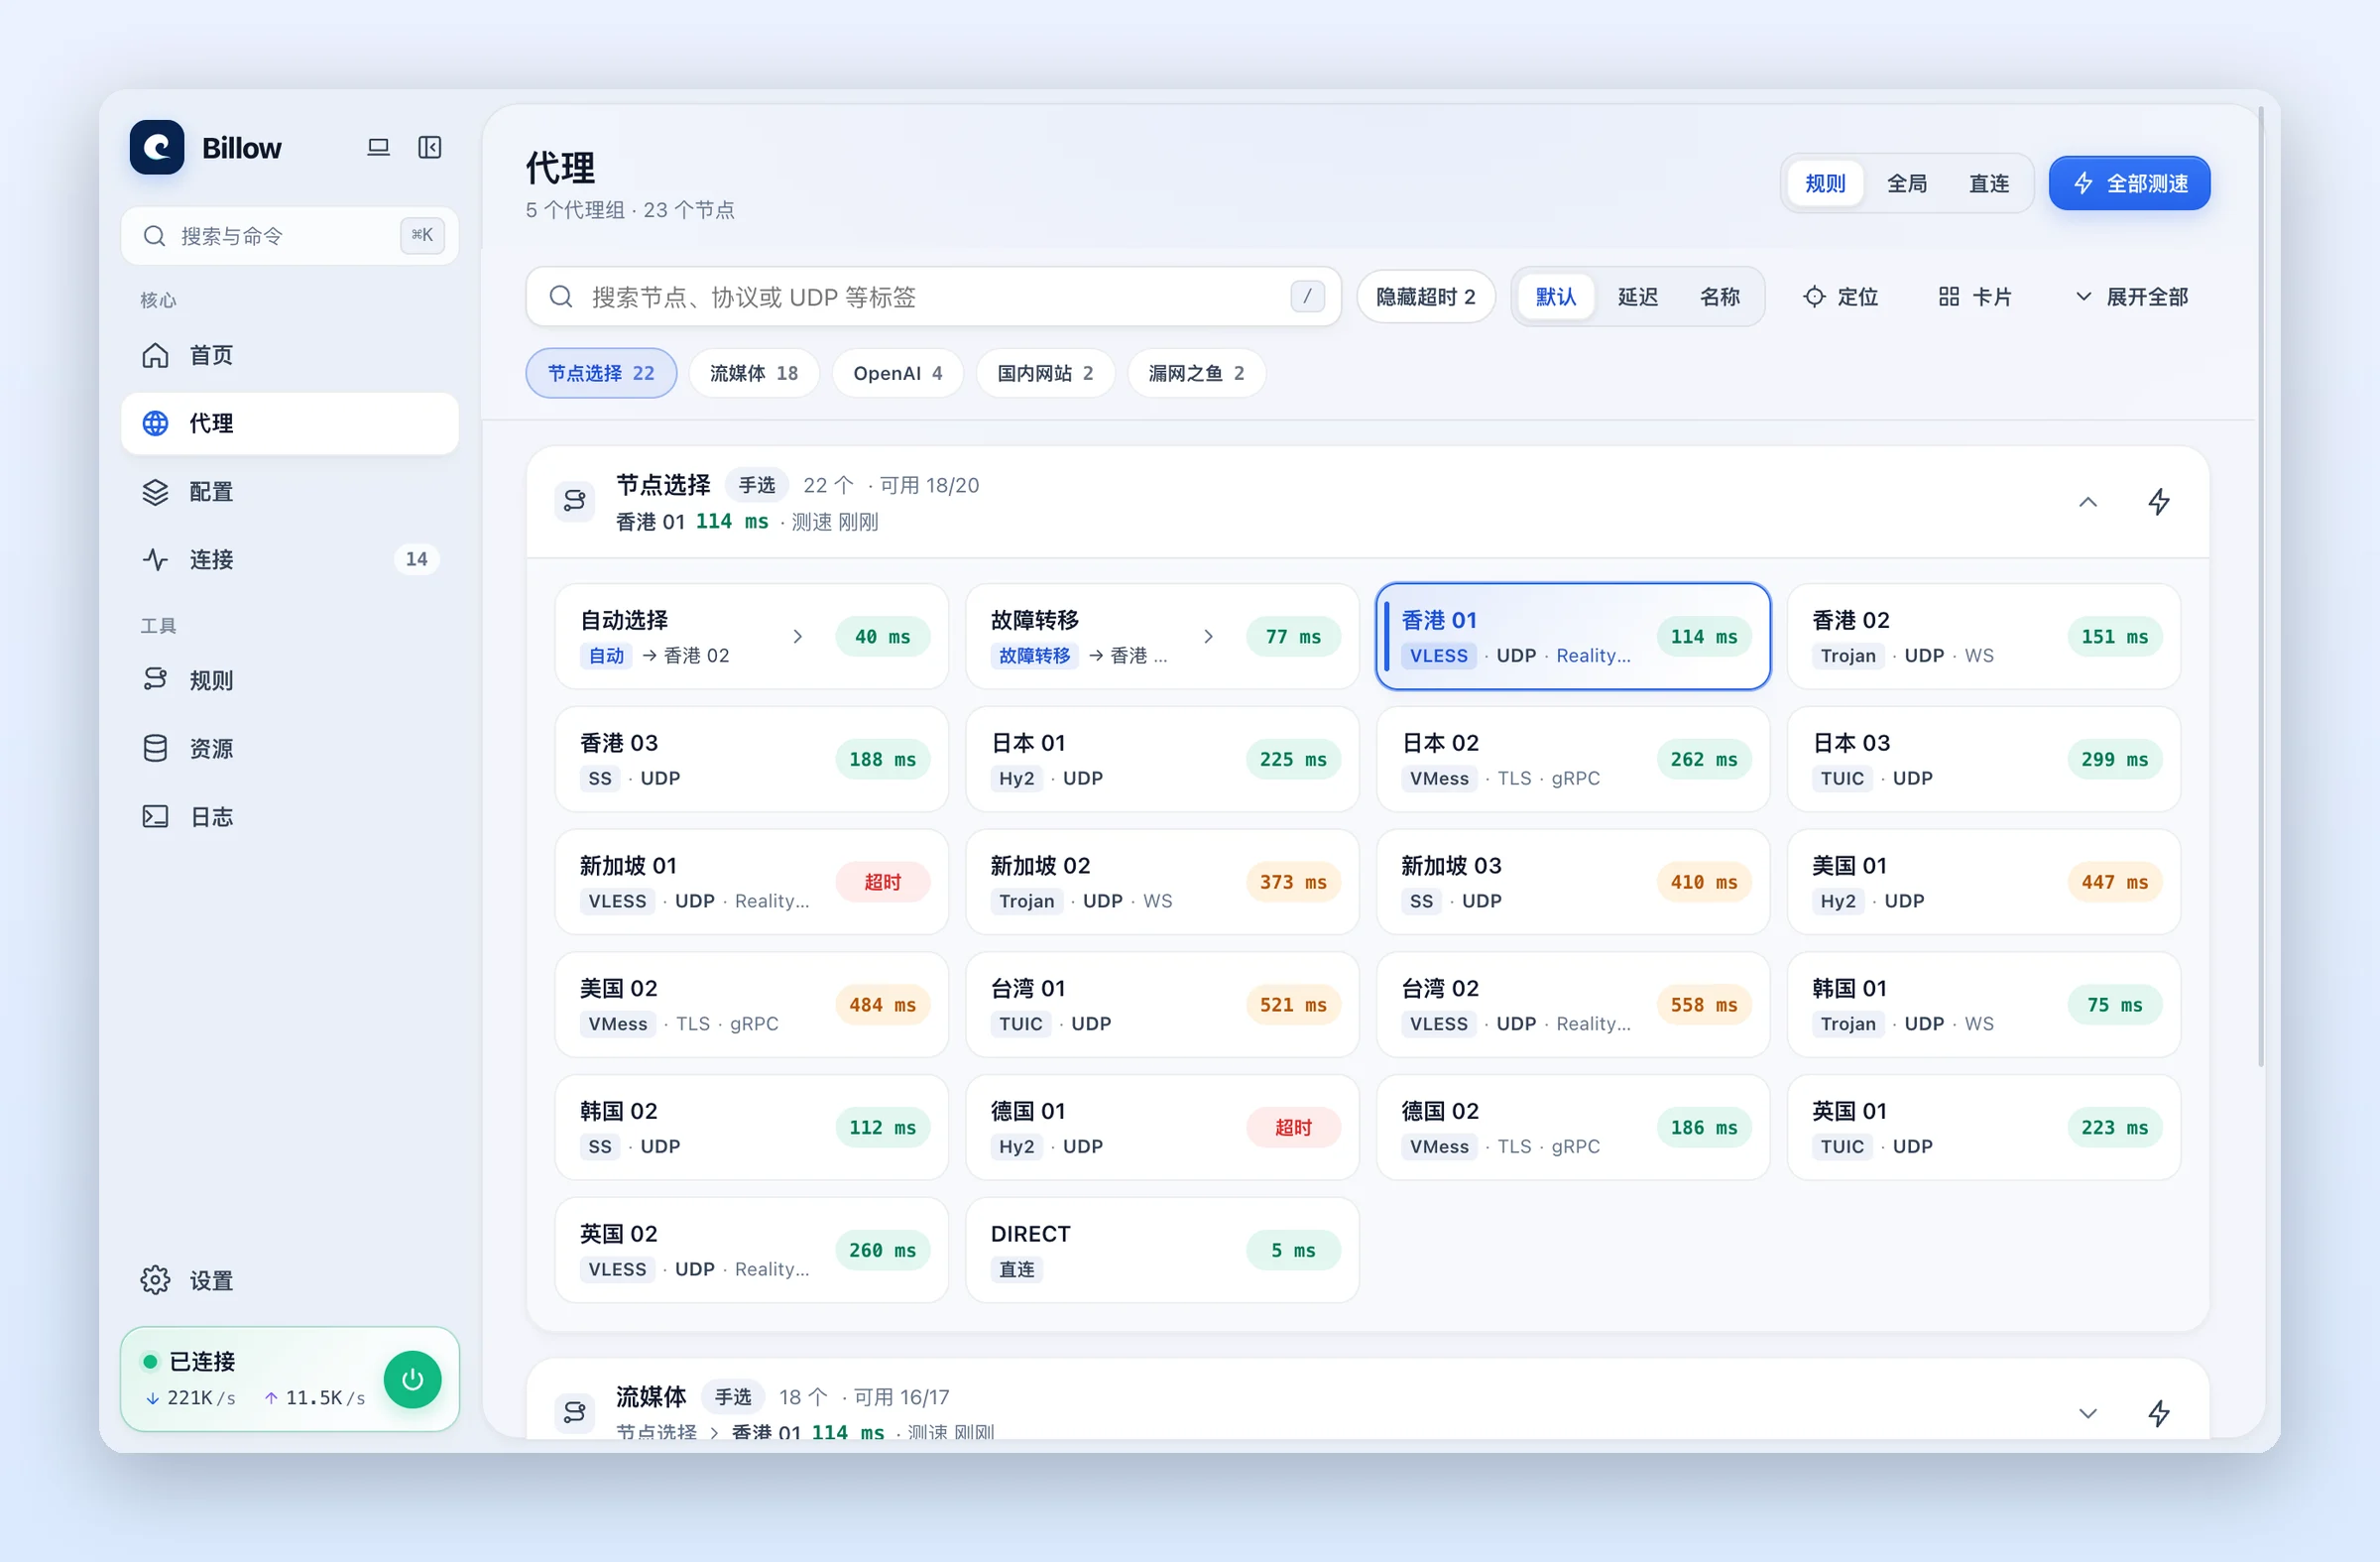 Billow
搜索与命令 ⌘K
核心
首页
代理
配置
连接 14
工具
规则
资源
日志
设置
已连接
221K/s 11.5K/s
代理
5 个代理组 · 23 个节点
规则 全局 直连 全部测速
搜索节点、协议或 UDP 等标签 /
隐藏超时 2 默认 延迟 名称 定位 卡片 展开全部
节点选择 22 流媒体 18 OpenAI 4 国内网站 2 漏网之鱼 2
节点选择 手选 22 个 · 可用 18/20
香港 01 114 ms · 测速 刚刚
自动选择
自动 → 香港 02
40 ms
故障转移
故障转移 → 香港 ...
77 ms
香港 01
VLESS · UDP · Reality...
114 ms
香港 02
Trojan · UDP · WS
151 ms
香港 03
SS · UDP
188 ms
日本 01
Hy2 · UDP
225 ms
日本 02
VMess · TLS · gRPC
262 ms
日本 03
TUIC · UDP
299 ms
新加坡 01
VLESS · UDP · Reality...
超时
新加坡 02
Trojan · UDP · WS
373 ms
新加坡 03
SS · UDP
410 ms
美国 01
Hy2 · UDP
447 ms
美国 02
VMess · TLS · gRPC
484 ms
台湾 01
TUIC · UDP
521 ms
台湾 02
VLESS · UDP · Reality...
558 ms
韩国 01
Trojan · UDP · WS
75 ms
韩国 02
SS · UDP
112 ms
德国 01
Hy2 · UDP
超时
德国 02
VMess · TLS · gRPC
186 ms
英国 01
TUIC · UDP
223 ms
英国 02
VLESS · UDP · Reality...
260 ms
DIRECT
直连
5 ms
流媒体 手选 18 个 · 可用 16/17
节点选择 > 香港 01 114 ms · 测速 刚刚